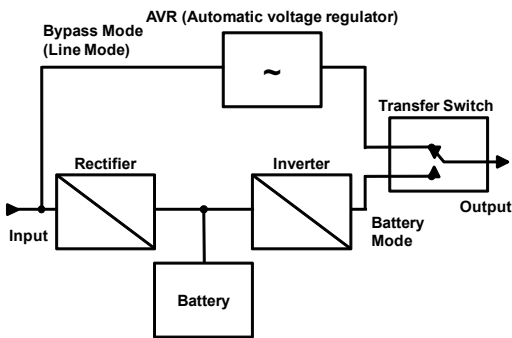 AVR (Automatic voltage regulator)
Bypass Mode
(Line Mode)
~
Transfer Switch
Rectifier
Inverter
Input
Output
Battery
Mode
Battery